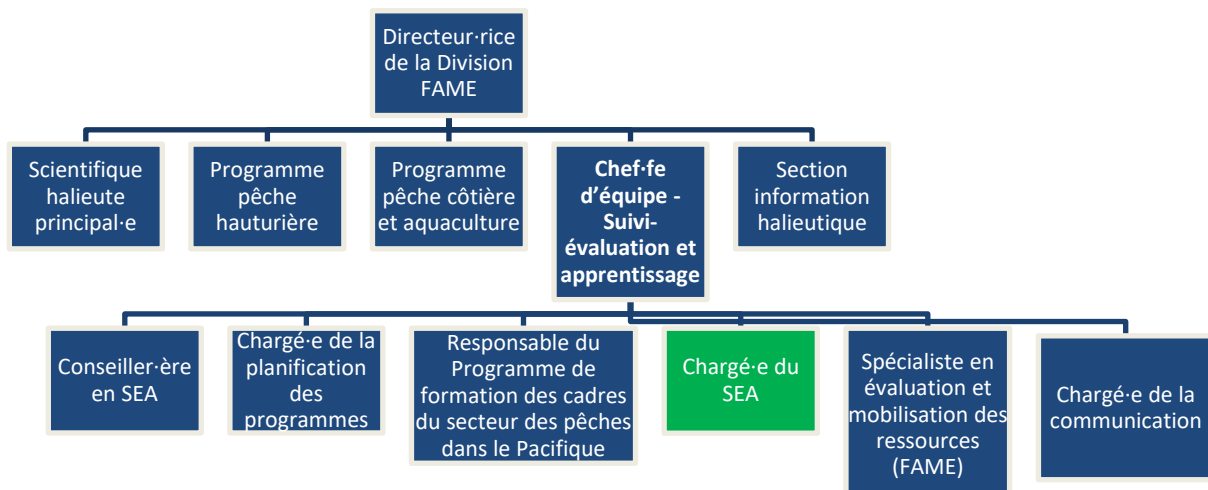 Directeur·rice
de la Division
FAME
Scientifique
halieute
principal·e
Programme
pêche
hauturière
Programme
pêche côtière
et aquaculture
Chef·fe
d’équipe -
Suivi-
évaluation et
apprentissage
Section
information
halieutique
Conseiller·ère
en SEA
Chargé·e de la
planification
des
programmes
Responsable du
Programme de
formation des cadres
du secteur des pêches
dans le Pacifique
Chargé·e du
SEA
Spécialiste en
évaluation et
mobilisation des
ressources
(FAME)
Chargé·e de la
communication